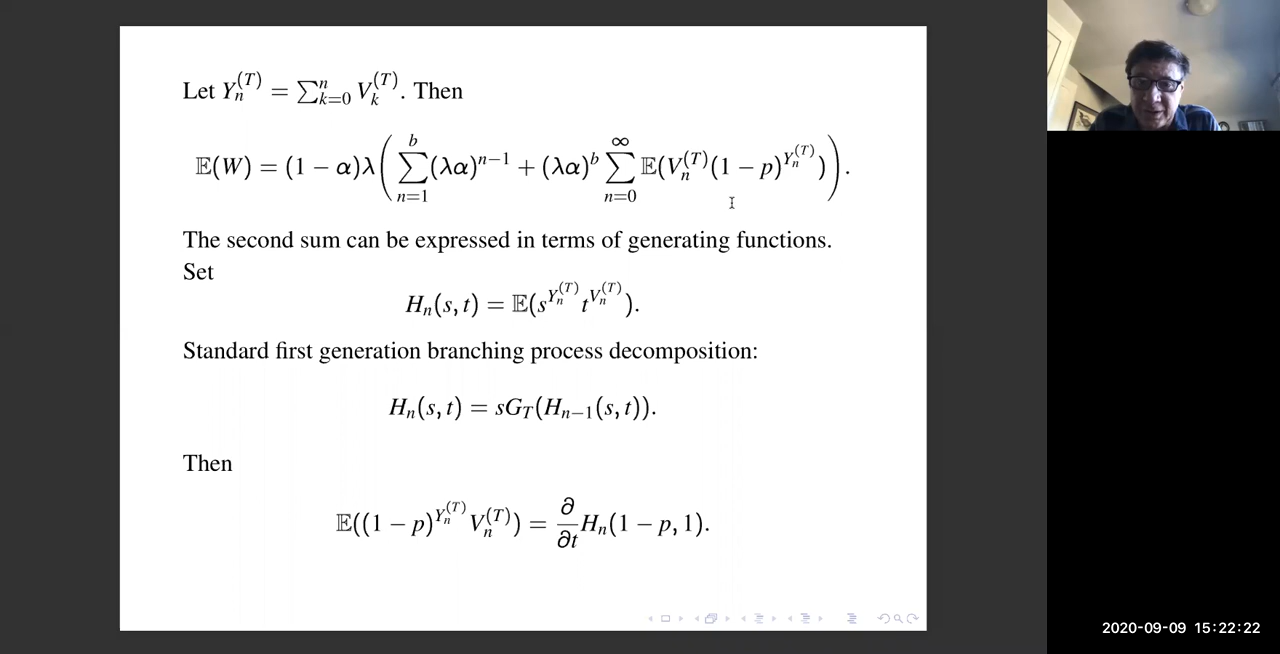 Let $Y_n^{(T)} = \sum_{k=0}^{n} V_k^{(T)}$. Then
$\mathbb{E}(W) = (1 - \alpha)\lambda \left( \sum_{n=1}^{b} (\lambda\alpha)^{n-1} + (\lambda\alpha)^b \sum_{n=0}^{\infty} \mathbb{E}(V_n^{(T)} (1 - p)^{Y_n^{(T)}}) \right).$
The second sum can be expressed in terms of generating functions.
Set
$H_n(s, t) = \mathbb{E}(s^{Y_n^{(T)}} t^{V_n^{(T)}}).$
Standard first generation branching process decomposition:
$H_n(s, t) = sG_T(H_{n-1}(s, t)).$
Then
$\mathbb{E}((1 - p)^{Y_n^{(T)}} V_n^{(T)}) = \frac{\partial}{\partial t} H_n(1 - p, 1).$
2020-09-09 15:22:22